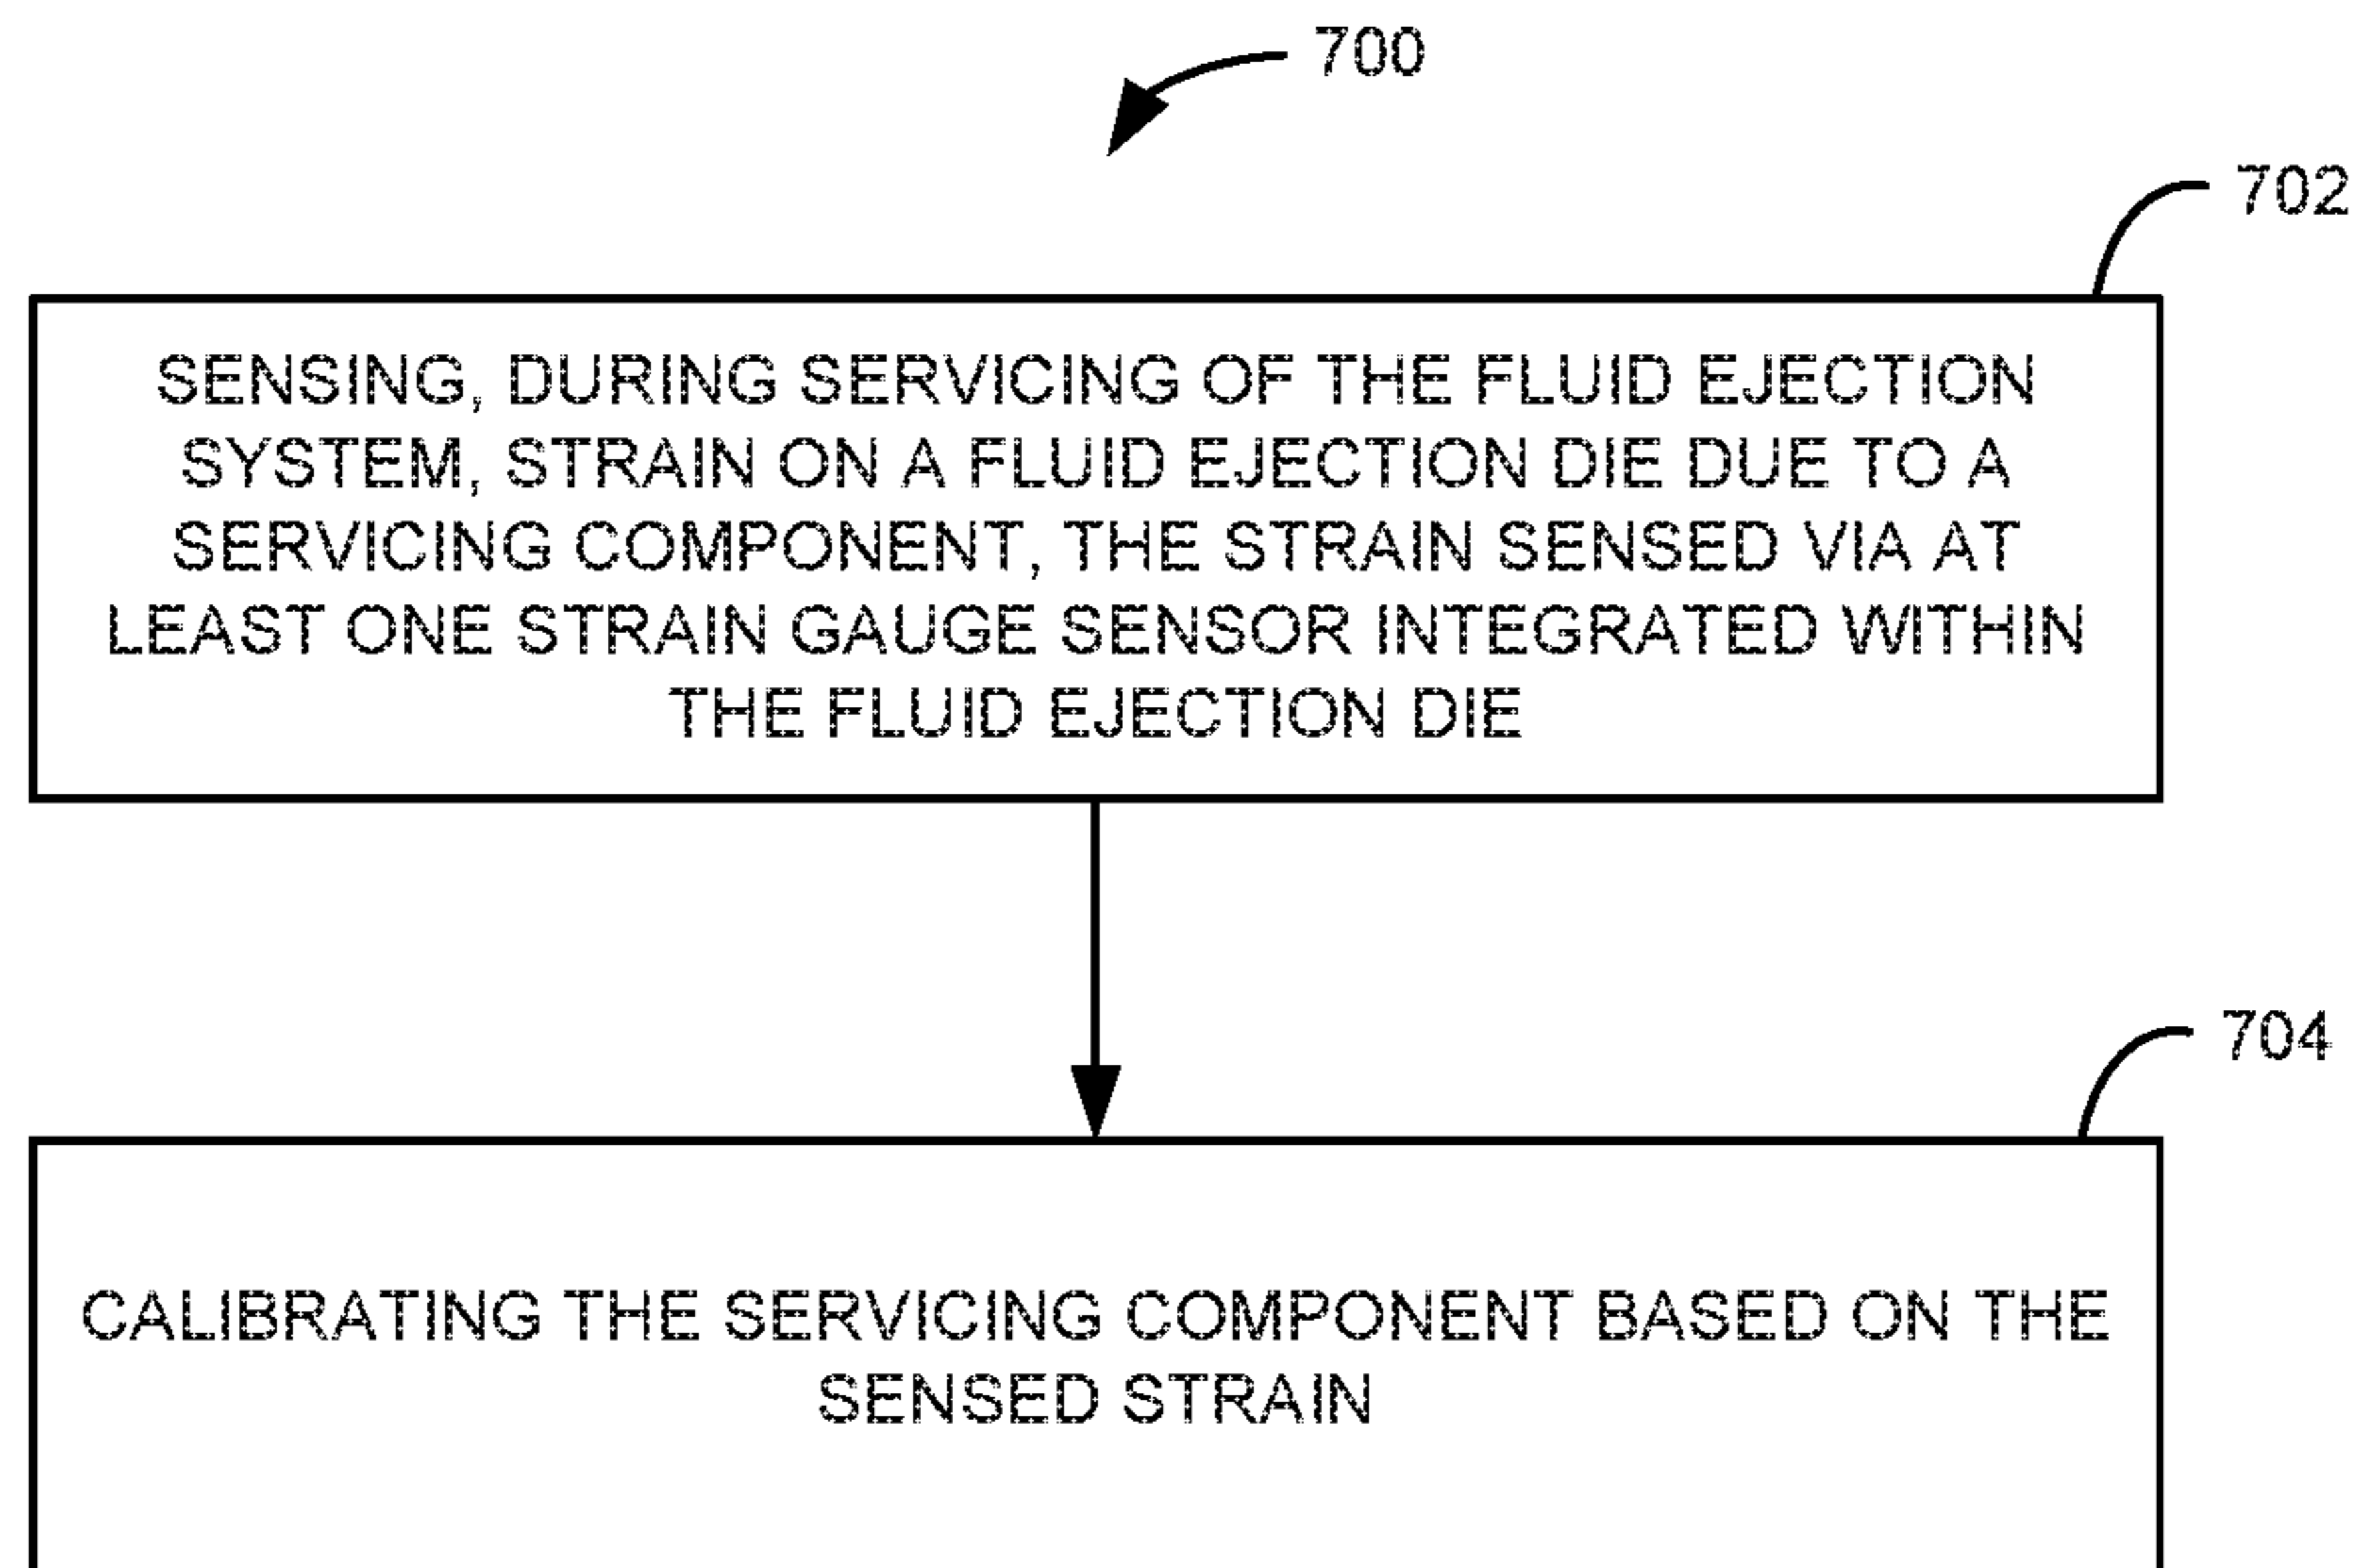 700
702
SENSING, DURING SERVICING OF THE FLUID EJECTION
SYSTEM, STRAIN ON A FLUID EJECTION DIE DUE TO A
SERVICING COMPONENT, THE STRAIN SENSED VIA AT
LEAST ONE STRAIN GAUGE SENSOR INTEGRATED WITHIN
THE FLUID EJECTION DIE
704
CALIBRATING THE SERVICING COMPONENT BASED ON THE
SENSED STRAIN